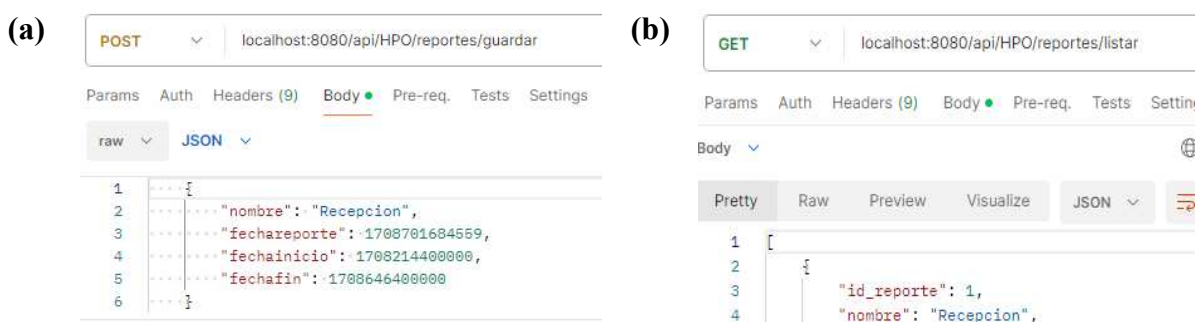 (a)
POST localhost:8080/api/HPO/reportes/guardar
Params Auth Headers (9) Body Pre-req. Tests Settings
raw JSON
1 {
2 "nombre": "Recepcion",
3 "fechareporte": 1708701684559,
4 "fechainicio": 1708214400000,
5 "fechafin": 1708646400000
6 }
(b)
GET localhost:8080/api/HPO/reportes/listar
Params Auth Headers (9) Body Pre-req. Tests Setting
Body
Pretty Raw Preview Visualize JSON
1 [
2 {
3 "id_reporte": 1,
4 "nombre": "Recepcion",